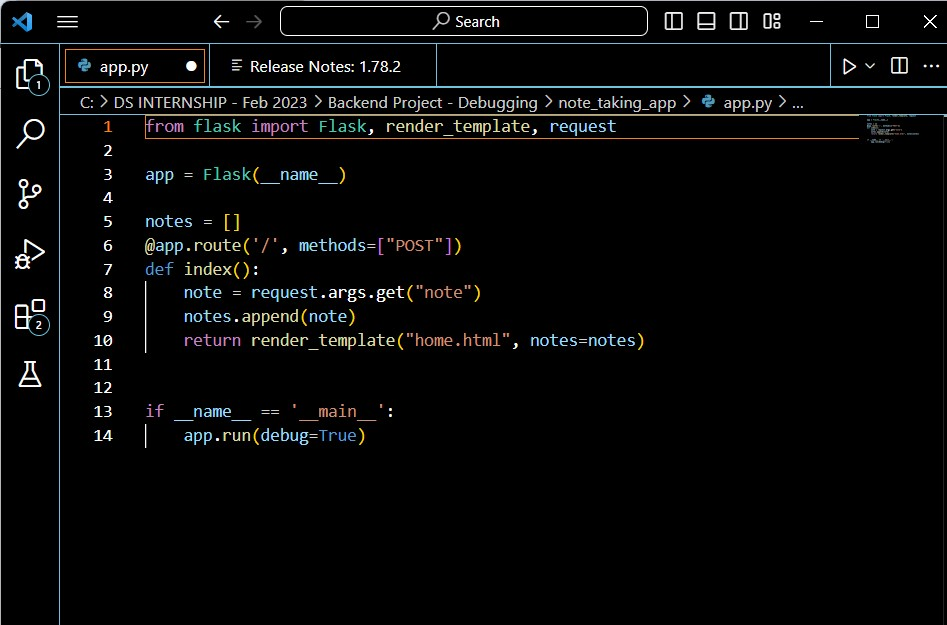 Search
app.py
Release Notes: 1.78.2
1
C: > DS INTERNSHIP - Feb 2023 > Backend Project - Debugging > note_taking_app > app.py > ...
1 from flask import Flask, render_template, request
2
3 app = Flask(__name__)
4
5 notes = []
6 @app.route('/', methods=["POST"])
7 def index():
8     note = request.args.get("note")
9     notes.append(note)
10     return render_template("home.html", notes=notes)
11
12
13 if __name__ == '__main__':
14     app.run(debug=True)
2